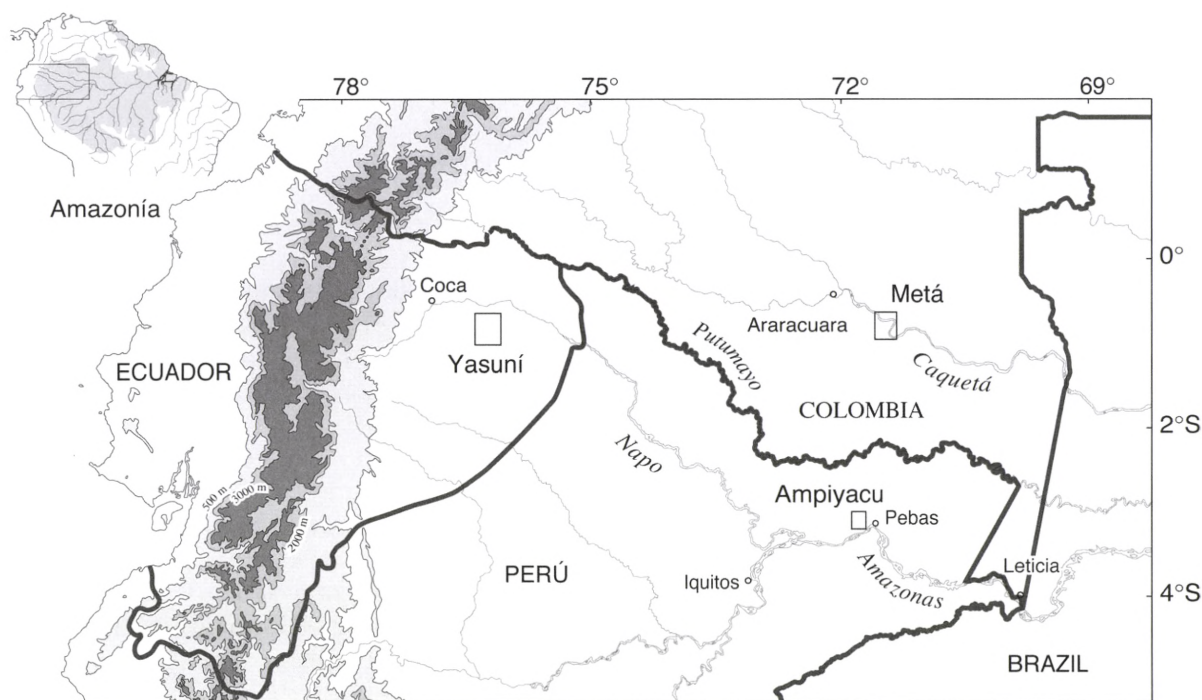 78° 75° 72° 69°
Amazonía
0°
Coca
Metá
Araracuara
Yasuní
Putumayo
ECUADOR
Caquetá
COLOMBIA
2°S
Napo
500 m
3000 m
Ampiyacu
2000 m
Pebas
PERÚ
Leticia
Iquitos
Amazonas
4°S
BRAZIL